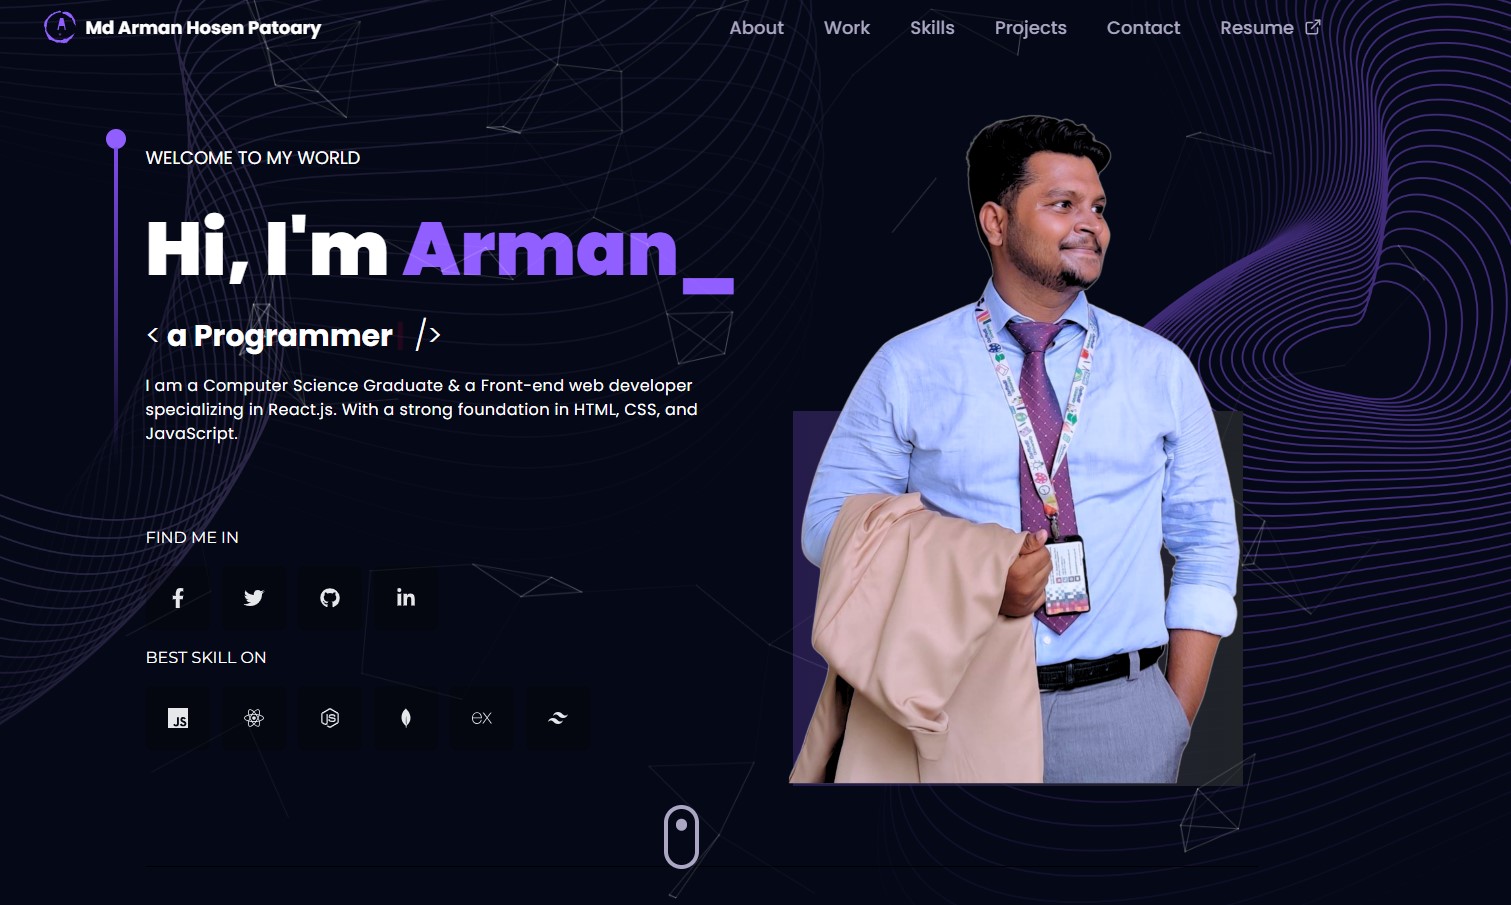 Md Arman Hosen Patoary
About Work Skills Projects Contact Resume
WELCOME TO MY WORLD
Hi, I'm Arman_
< a Programmer />
I am a Computer Science Graduate & a Front-end web developer
specializing in React.js. With a strong foundation in HTML, CSS, and
JavaScript.
FIND ME IN
f in
BEST SKILL ON
JS JS ex